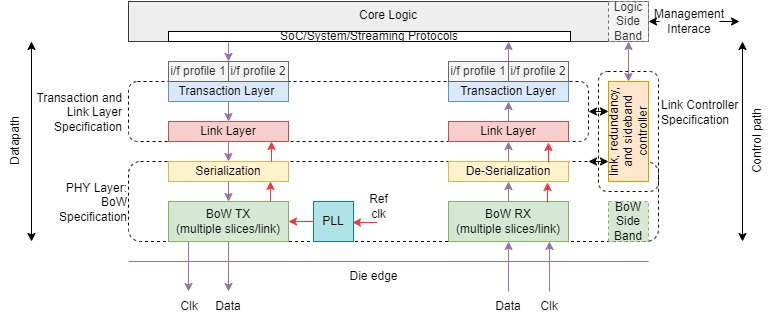 Core Logic
Logic
Side
Band
Management
Interace
SoC/System/Streaming Protocols
i/f profile 1
i/f profile 2
i/f profile 1
i/f profile 2
Transaction Layer
Transaction Layer
Transaction and
Link Layer
Specification
Link Layer
Link Layer
link, redundancy,
and sideband
controller
Link Controller
Specification
Datapath
Control path
Serialization
De-Serialization
PHY Layer:
BoW
Specification
BoW TX
(multiple slices/link)
PLL
Ref
clk
BoW RX
(multiple slices/link)
BoW
Side
Band
Die edge
Clk
Data
Data
Clk